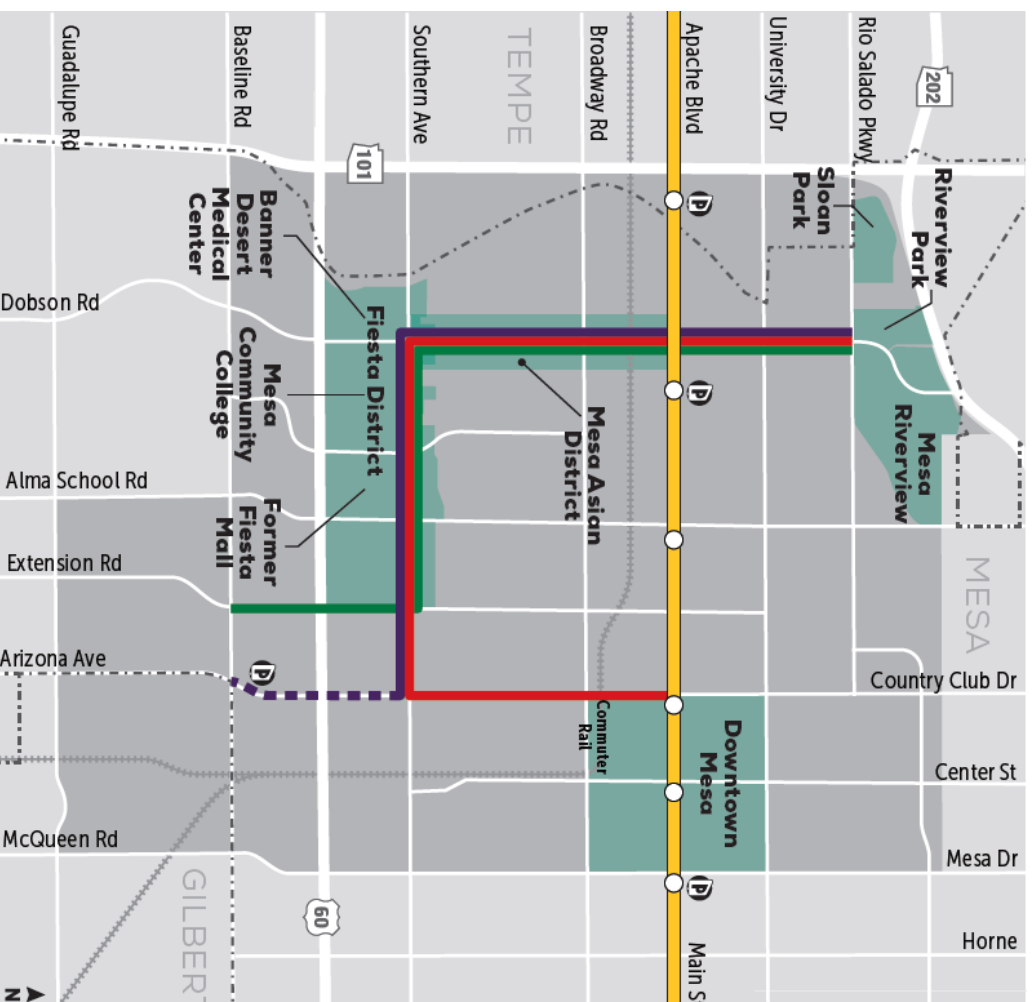 Guadalupe Rd
Baseline Rd
Southern Ave
TEMPE
Broadway Rd
Apache Blvd
University Dr
Rio Salado Pkwy
202
101
Sloan
Park
Riverview
Park
Banner
Desert
Medical
Center
Dobson Rd
Fiesta District
Mesa
Community
College
Mesa Asian
District
Mesa
Riverview
Alma School Rd
Former
Fiesta
Mall
Extension Rd
MESA
Arizona Ave
P
P
P
P
Country Club Dr
Commuter
Rail
Downtown
Mesa
Center St
McQueen Rd
Mesa Dr
GILBERT
60
Horne
Main S
N